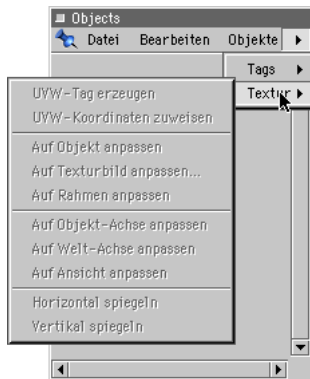 Objects
Datei Bearbeiten Objekte
Tags
Textur
UVW-Tag erzeugen
UVW-Koordinaten zuweisen
Auf Objekt anpassen
Auf Texturbild anpassen...
Auf Rahmen anpassen
Auf Objekt-Achse anpassen
Auf Welt-Achse anpassen
Auf Ansicht anpassen
Horizontal spiegeln
Vertikal spiegeln